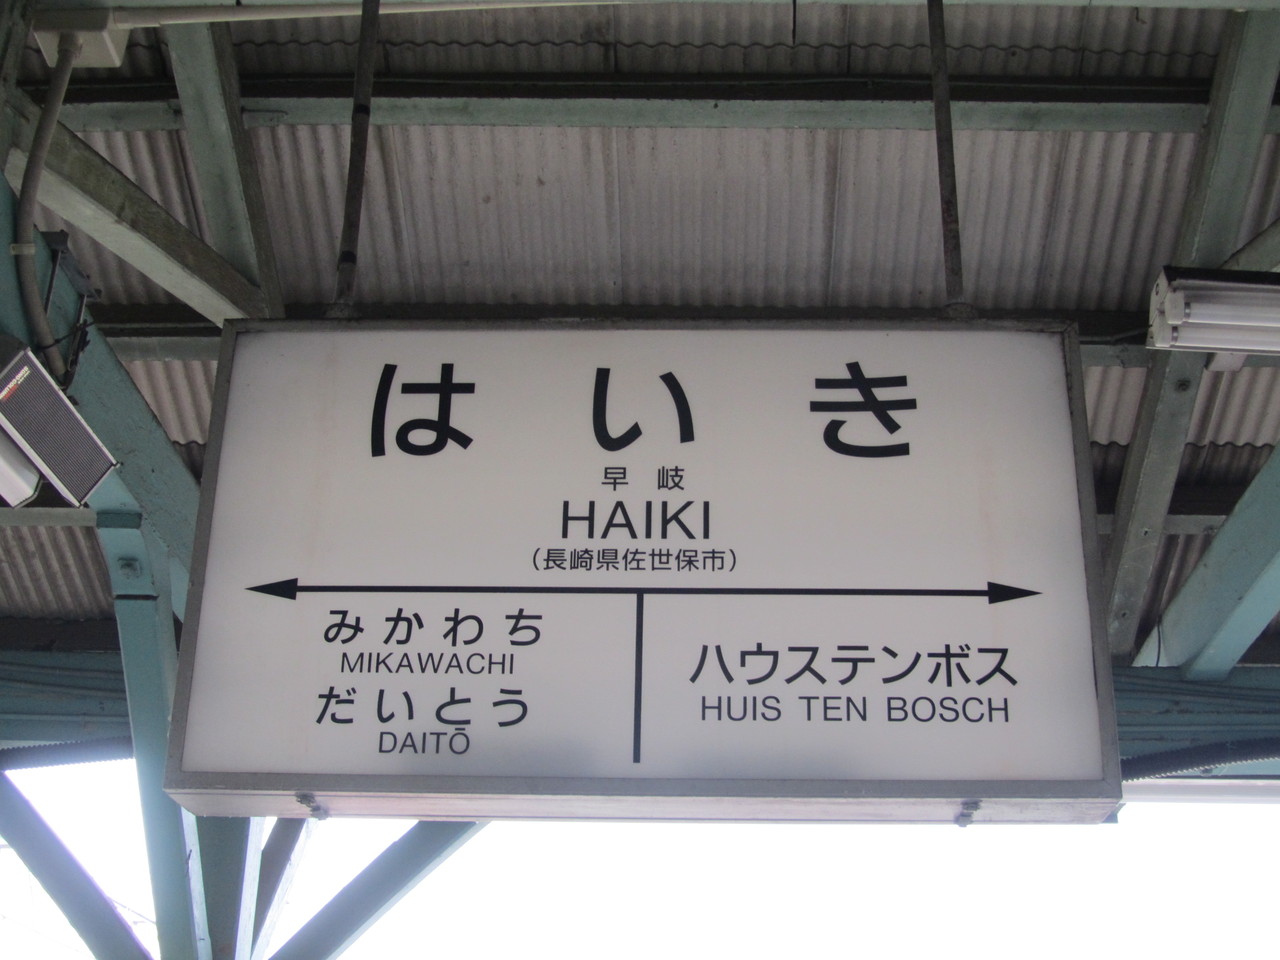 はいき
早岐
HAIKI
(長崎県佐世保市)
みかわち
MIKAWACHI
だいとう
DAITŌ
ハウステンボス
HUIS TEN BOSCH